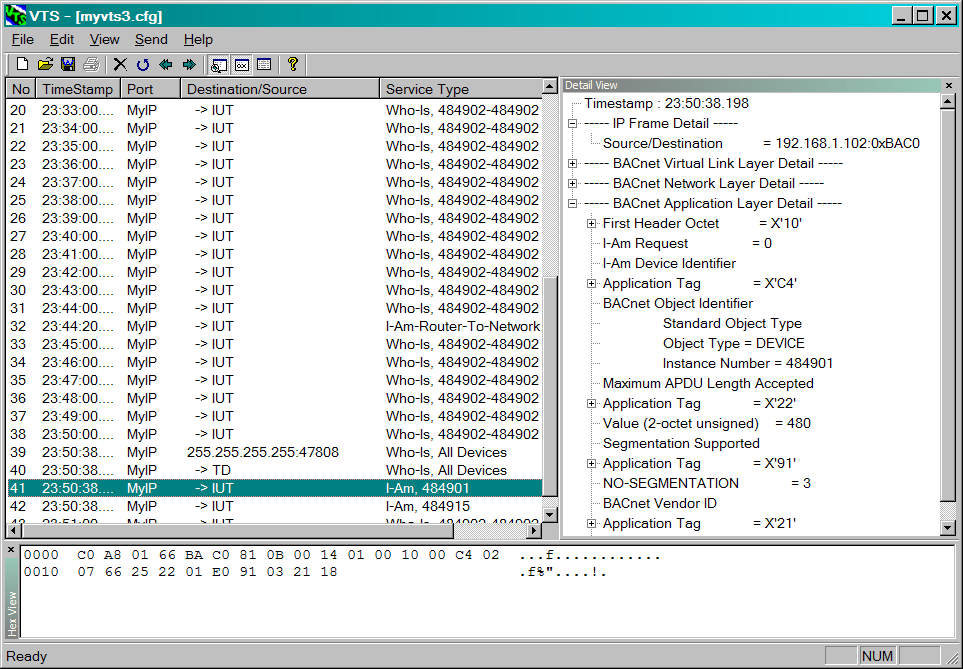 VTS - [myvts3.cfg]
File Edit View Send Help
No TimeStamp Port Destination/Source Service Type
20 23:33:00.... MyIP -> IUT Who-Is, 484902-484902
21 23:34:00.... MyIP -> IUT Who-Is, 484902-484902
22 23:35:00.... MyIP -> IUT Who-Is, 484902-484902
23 23:36:00.... MyIP -> IUT Who-Is, 484902-484902
24 23:37:00.... MyIP -> IUT Who-Is, 484902-484902
25 23:38:00.... MyIP -> IUT Who-Is, 484902-484902
26 23:39:00.... MyIP -> IUT Who-Is, 484902-484902
27 23:40:00.... MyIP -> IUT Who-Is, 484902-484902
28 23:41:00.... MyIP -> IUT Who-Is, 484902-484902
29 23:42:00.... MyIP -> IUT Who-Is, 484902-484902
30 23:43:00.... MyIP -> IUT Who-Is, 484902-484902
31 23:44:00.... MyIP -> IUT Who-Is, 484902-484902
32 23:44:20.... MyIP -> IUT I-Am-Router-To-Network
33 23:45:00.... MyIP -> IUT Who-Is, 484902-484902
34 23:46:00.... MyIP -> IUT Who-Is, 484902-484902
35 23:47:00.... MyIP -> IUT Who-Is, 484902-484902
36 23:48:00.... MyIP -> IUT Who-Is, 484902-484902
37 23:49:00.... MyIP -> IUT Who-Is, 484902-484902
38 23:50:00.... MyIP -> IUT Who-Is, 484902-484902
39 23:50:38.... MyIP 255.255.255.255:47808 Who-Is, All Devices
40 23:50:38.... MyIP -> TD Who-Is, All Devices
41 23:50:38.... MyIP -> IUT I-Am, 484901
42 23:50:38.... MyIP -> IUT I-Am, 484915
43 23:51:00.... MyIP -> IUT Who-Is, 484902-484902
Detail View
Timestamp : 23:50:38.198
----- IP Frame Detail -----
Source/Destination = 192.168.1.102:0xBAC0
----- BACnet Virtual Link Layer Detail -----
----- BACnet Network Layer Detail -----
----- BACnet Application Layer Detail -----
First Header Octet = X'10'
I-Am Request = 0
I-Am Device Identifier
Application Tag = X'C4'
BACnet Object Identifier
Standard Object Type
Object Type = DEVICE
Instance Number = 484901
Maximum APDU Length Accepted
Application Tag = X'22'
Value (2-octet unsigned) = 480
Segmentation Supported
Application Tag = X'91'
NO-SEGMENTATION = 3
BACnet Vendor ID
Application Tag = X'21'
Hex View
0000 C0 A8 01 66 BA C0 81 0B 00 14 01 00 10 00 C4 02 ...f............
0010 07 66 25 22 01 E0 91 03 21 18 .f%"....!.
Ready NUM